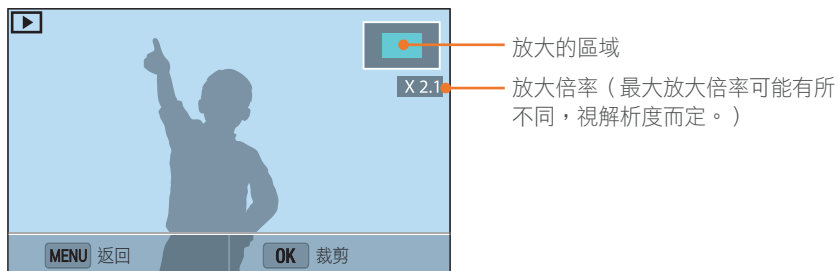 放大的區域
X 2.1
放大倍率（最大放大倍率可能有所
不同，視解析度而定。）
MENU 返回
OK 裁剪